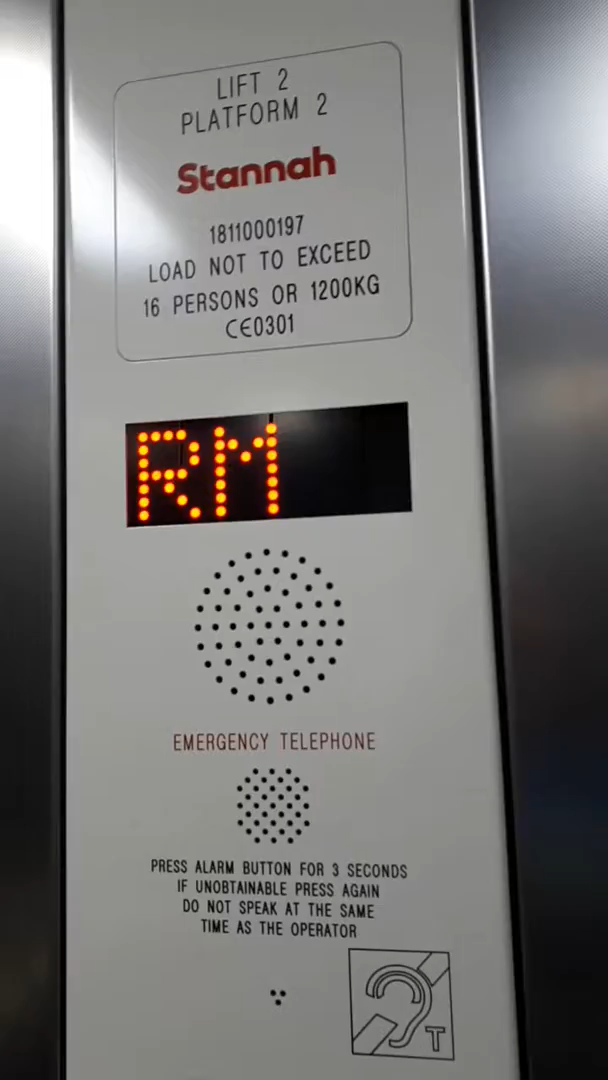 LIFT 2
PLATFORM 2
Stannah
1811000197
LOAD NOT TO EXCEED
16 PERSONS OR 1200KG
CE0301
RM
EMERGENCY TELEPHONE
PRESS ALARM BUTTON FOR 3 SECONDS
IF UNOBTAINABLE PRESS AGAIN
DO NOT SPEAK AT THE SAME
TIME AS THE OPERATOR
T